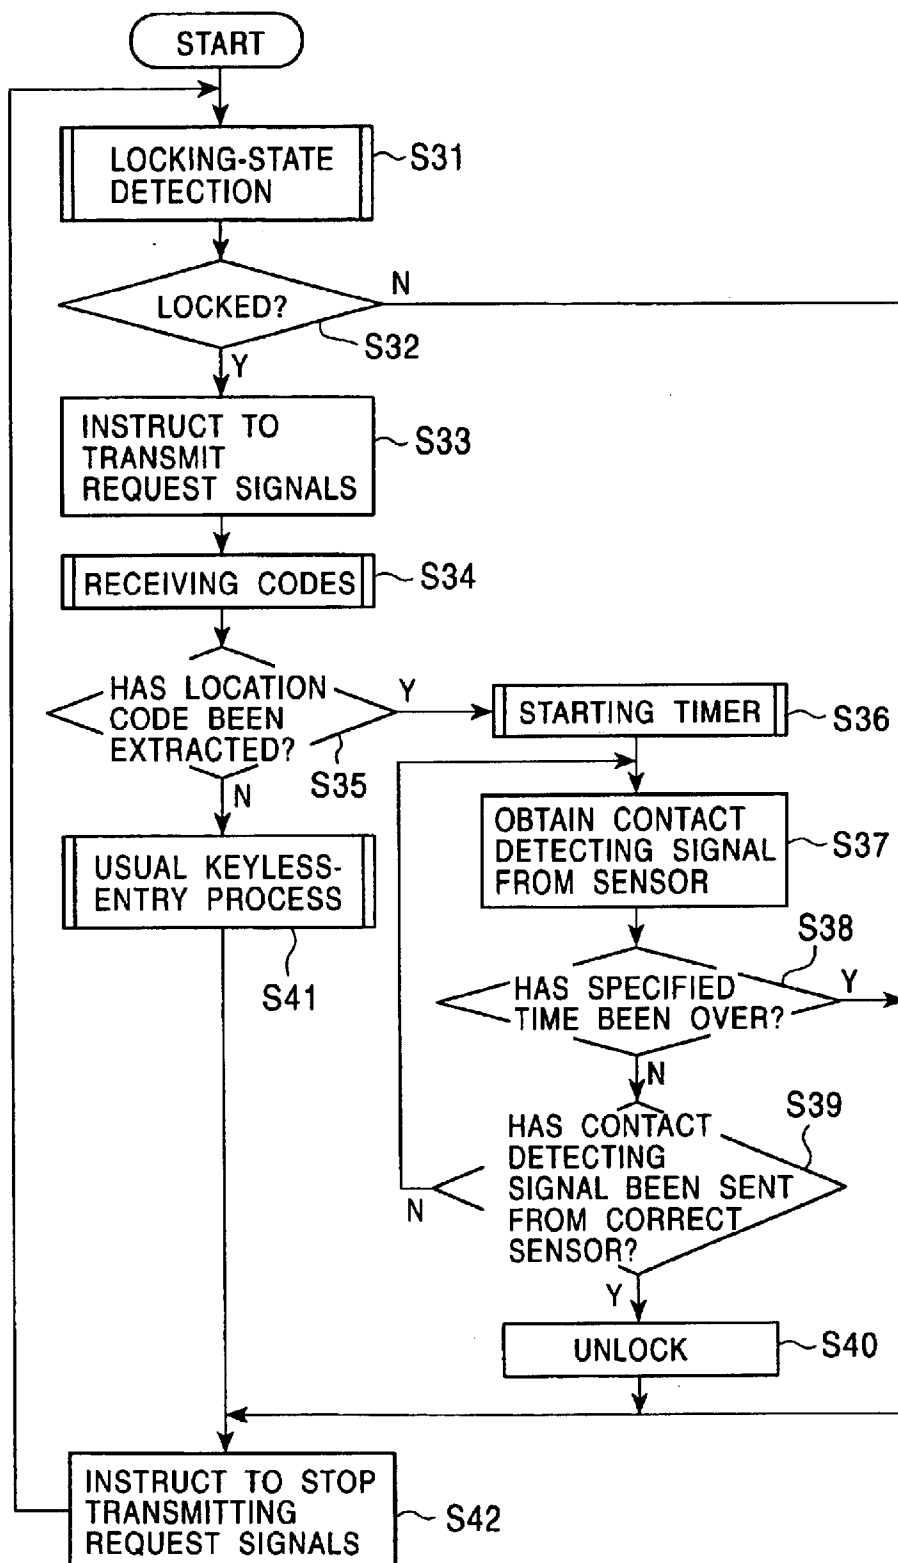 START
LOCKING-STATE
DETECTION
S31
LOCKED?
N
S32
Y
INSTRUCT TO
TRANSMIT
REQUEST SIGNALS
S33
RECEIVING CODES
S34
HAS LOCATION
CODE BEEN
EXTRACTED?
Y
S35
N
STARTING TIMER
S36
OBTAIN CONTACT
DETECTING SIGNAL
FROM SENSOR
S37
USUAL KEYLESS-
ENTRY PROCESS
S41
S38
HAS SPECIFIED
TIME BEEN OVER?
Y
N
S39
HAS CONTACT
DETECTING
SIGNAL BEEN SENT
FROM CORRECT
SENSOR?
N
Y
UNLOCK
S40
INSTRUCT TO STOP
TRANSMITTING
REQUEST SIGNALS
S42